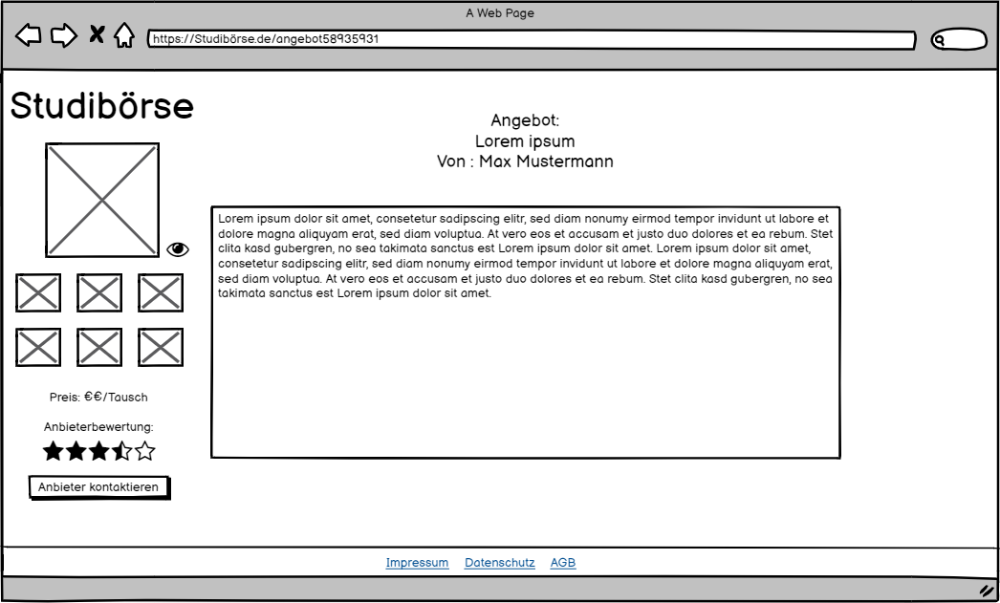 A Web Page
https://Studibörse.de/angebot58935931
Studibörse
Angebot:
Lorem ipsum
Von : Max Mustermann
Lorem ipsum dolor sit amet, consetetur sadipscing elitr, sed diam nonumy eirmod tempor invidunt ut labore et
dolore magna aliquyam erat, sed diam voluptua. At vero eos et accusam et justo duo dolores et ea rebum. Stet
clita kasd gubergren, no sea takimata sanctus est Lorem ipsum dolor sit amet. Lorem ipsum dolor sit amet,
consetetur sadipscing elitr, sed diam nonumy eirmod tempor invidunt ut labore et dolore magna aliquyam erat,
sed diam voluptua. At vero eos et accusam et justo duo dolores et ea rebum. Stet clita kasd gubergren, no sea
takimata sanctus est Lorem ipsum dolor sit amet.
Preis: €€/Tausch
Anbieterbewertung:
Anbieter kontaktieren
Impressum Datenschutz AGB